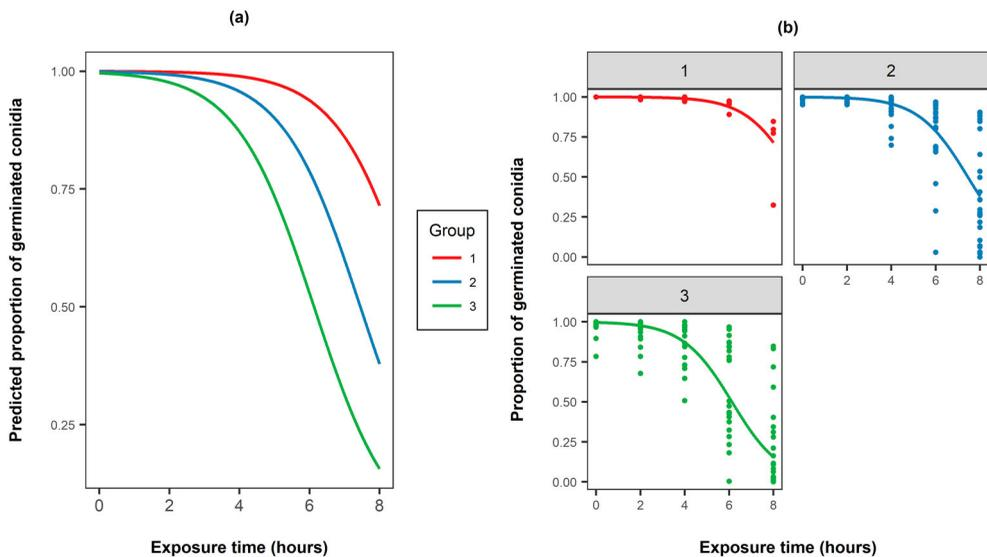 (a)
Predicted proportion of germinated conidia
1.00
0.75
0.50
0.25
0 2 4 6 8
Exposure time (hours)
Group
1
2
3
(b)
Proportion of germinated conidia
1
1.00
0.75
0.50
0.25
0.00
2
0 2 4 6 8
3
1.00
0.75
0.50
0.25
0.00
0 2 4 6 8
Exposure time (hours)